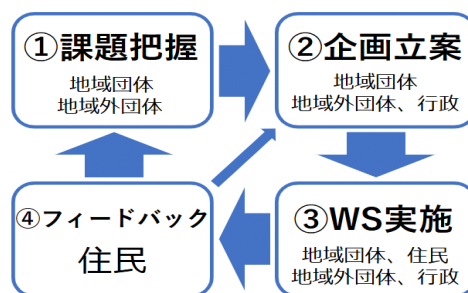 ①課題把握
地域団体
地域外団体
②企画立案
地域団体
地域外団体、行政
③WS実施
地域団体、住民
地域外団体、行政
④フィードバック
住民